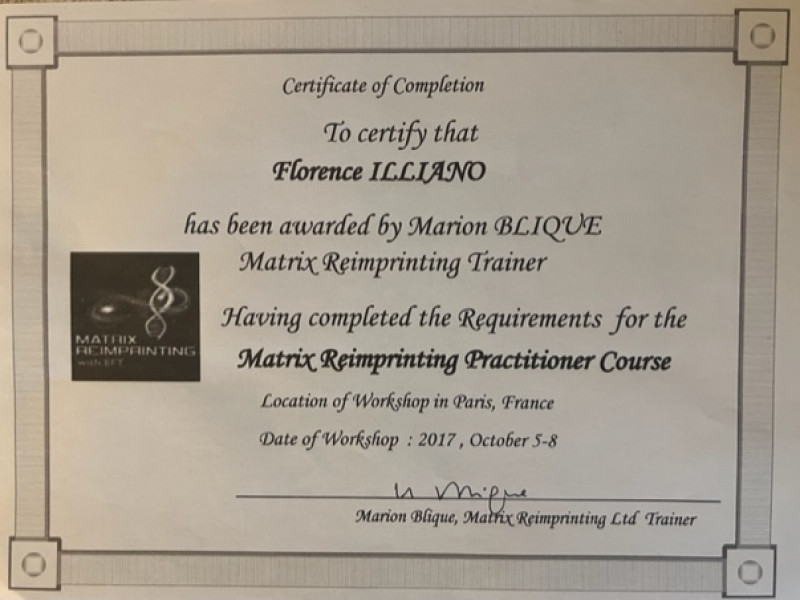 Certificate of Completion
To certify that
Florence ILLIANO
has been awarded by Marion BLIQUE
Matrix Reimprinting Trainer
MATRIX
REIMPRINTING
with EFT
Having completed the Requirements for the
Matrix Reimprinting Practitioner Course
Location of Workshop in Paris, France
Date of Workshop : 2017 , October 5-8
Marion Blique, Matrix Reimprinting Ltd Trainer